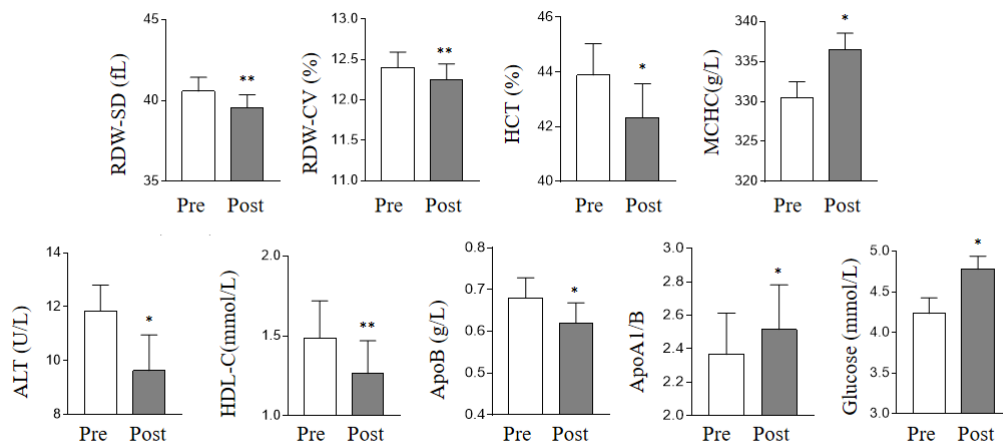 RDW-SD (fL)
45
40
35
**
Pre Post
RDW-CV (%)
13.0
12.5
12.0
11.5
11.0
**
Pre Post
HCT (%)
46
44
42
40
*
Pre Post
MCHC(g/L)
340
330
320
*
Pre Post
ALT (U/L)
14
12
10
8
*
Pre Post
HDL-C(mmol/L)
2.0
1.5
1.0
**
Pre Post
ApoB (g/L)
0.8
0.7
0.6
0.5
0.4
*
Pre Post
ApoA1/B
3.0
2.8
2.6
2.4
2.2
2.0
*
Pre Post
Glucose (mmol/L)
5.0
4.5
4.0
3.5
3.0
*
Pre Post